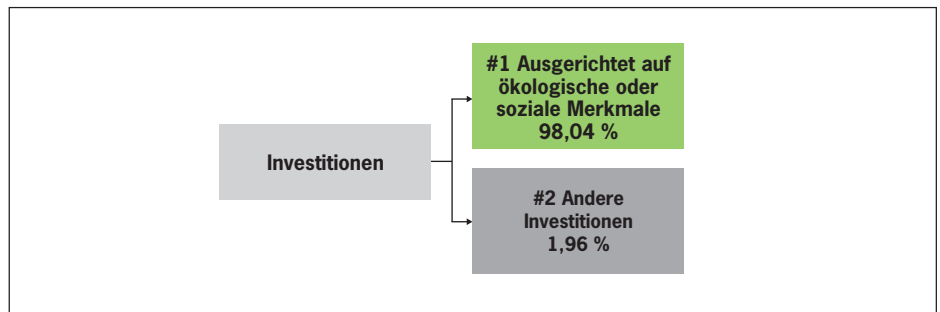 #1 Ausgerichtet auf
ökologische oder
soziale Merkmale
98,04 %
Investitionen
#2 Andere
Investitionen
1,96 %